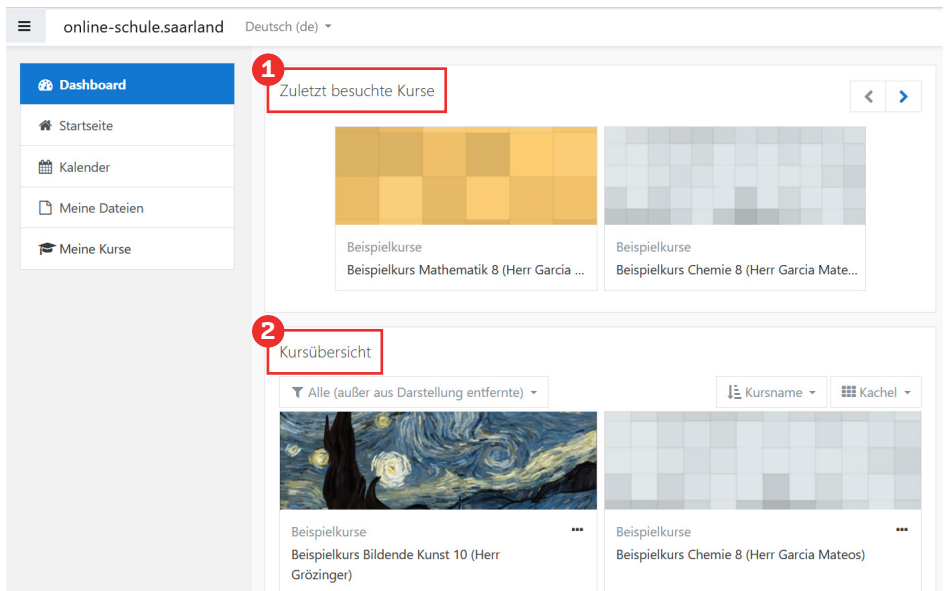 online-schule.saarland Deutsch (de)
Dashboard
Startseite
Kalender
Meine Dateien
Meine Kurse
1
Zuletzt besuchte Kurse
Beispielkurse
Beispielkurs Mathematik 8 (Herr Garcia ...
Beispielkurse
Beispielkurs Chemie 8 (Herr Garcia Mate...
2
Kursübersicht
Alle (außer aus Darstellung entfernte) Kursname Kachel
Beispielkurse
Beispielkurs Bildende Kunst 10 (Herr
Grözinger)
Beispielkurse
Beispielkurs Chemie 8 (Herr Garcia Mateos)